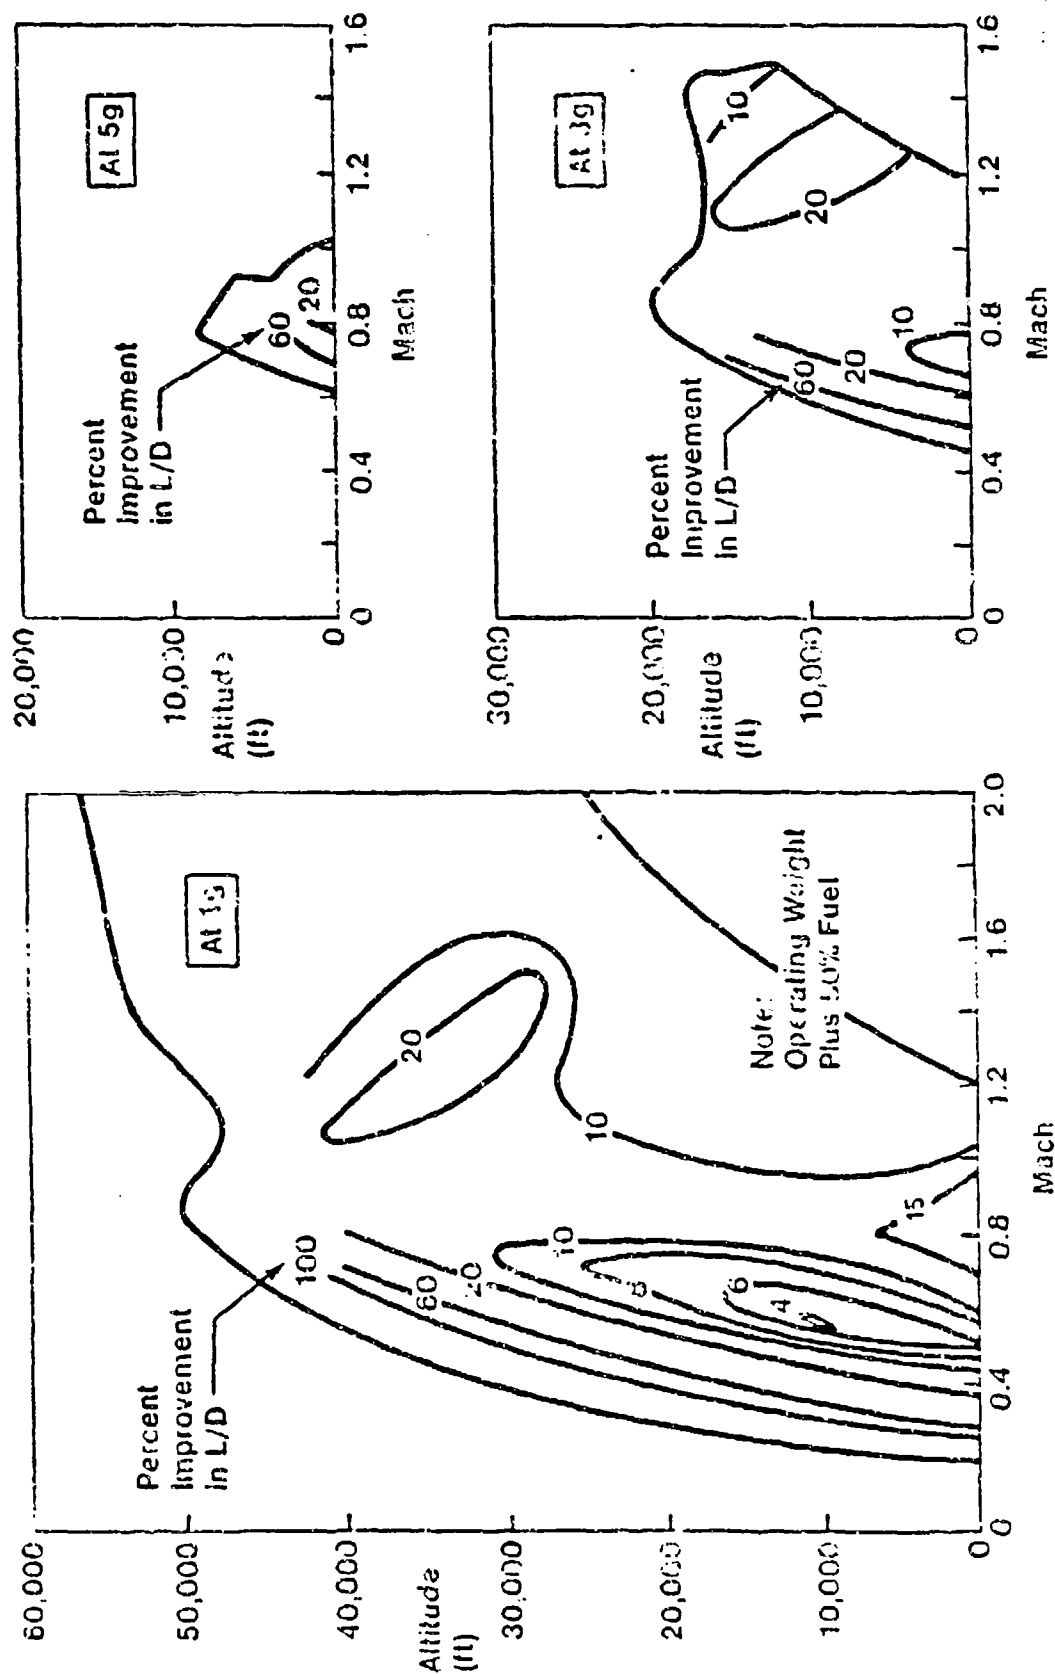 60,000
50,000
40,000
Altitude
(ft)
30,000
20,000
10,000
0
Percent
Improvement
in L/D
100
60
20
10
8
6
4
15
10
20
At 1g
Note:
Operating Weight
Plus 50% Fuel
0
0.4
0.8
1.2
1.6
2.0
Mach
20,000
10,000
Altitude
(ft)
0
Percent
Improvement
in L/D
60
20
At 5g
0
0.4
0.8
1.2
1.6
Mach
30,000
20,000
Altitude
(ft)
10,000
0
Percent
Improvement
in L/D
60
20
10
20
10
At 3g
0
0.4
0.8
1.2
1.6
Mach